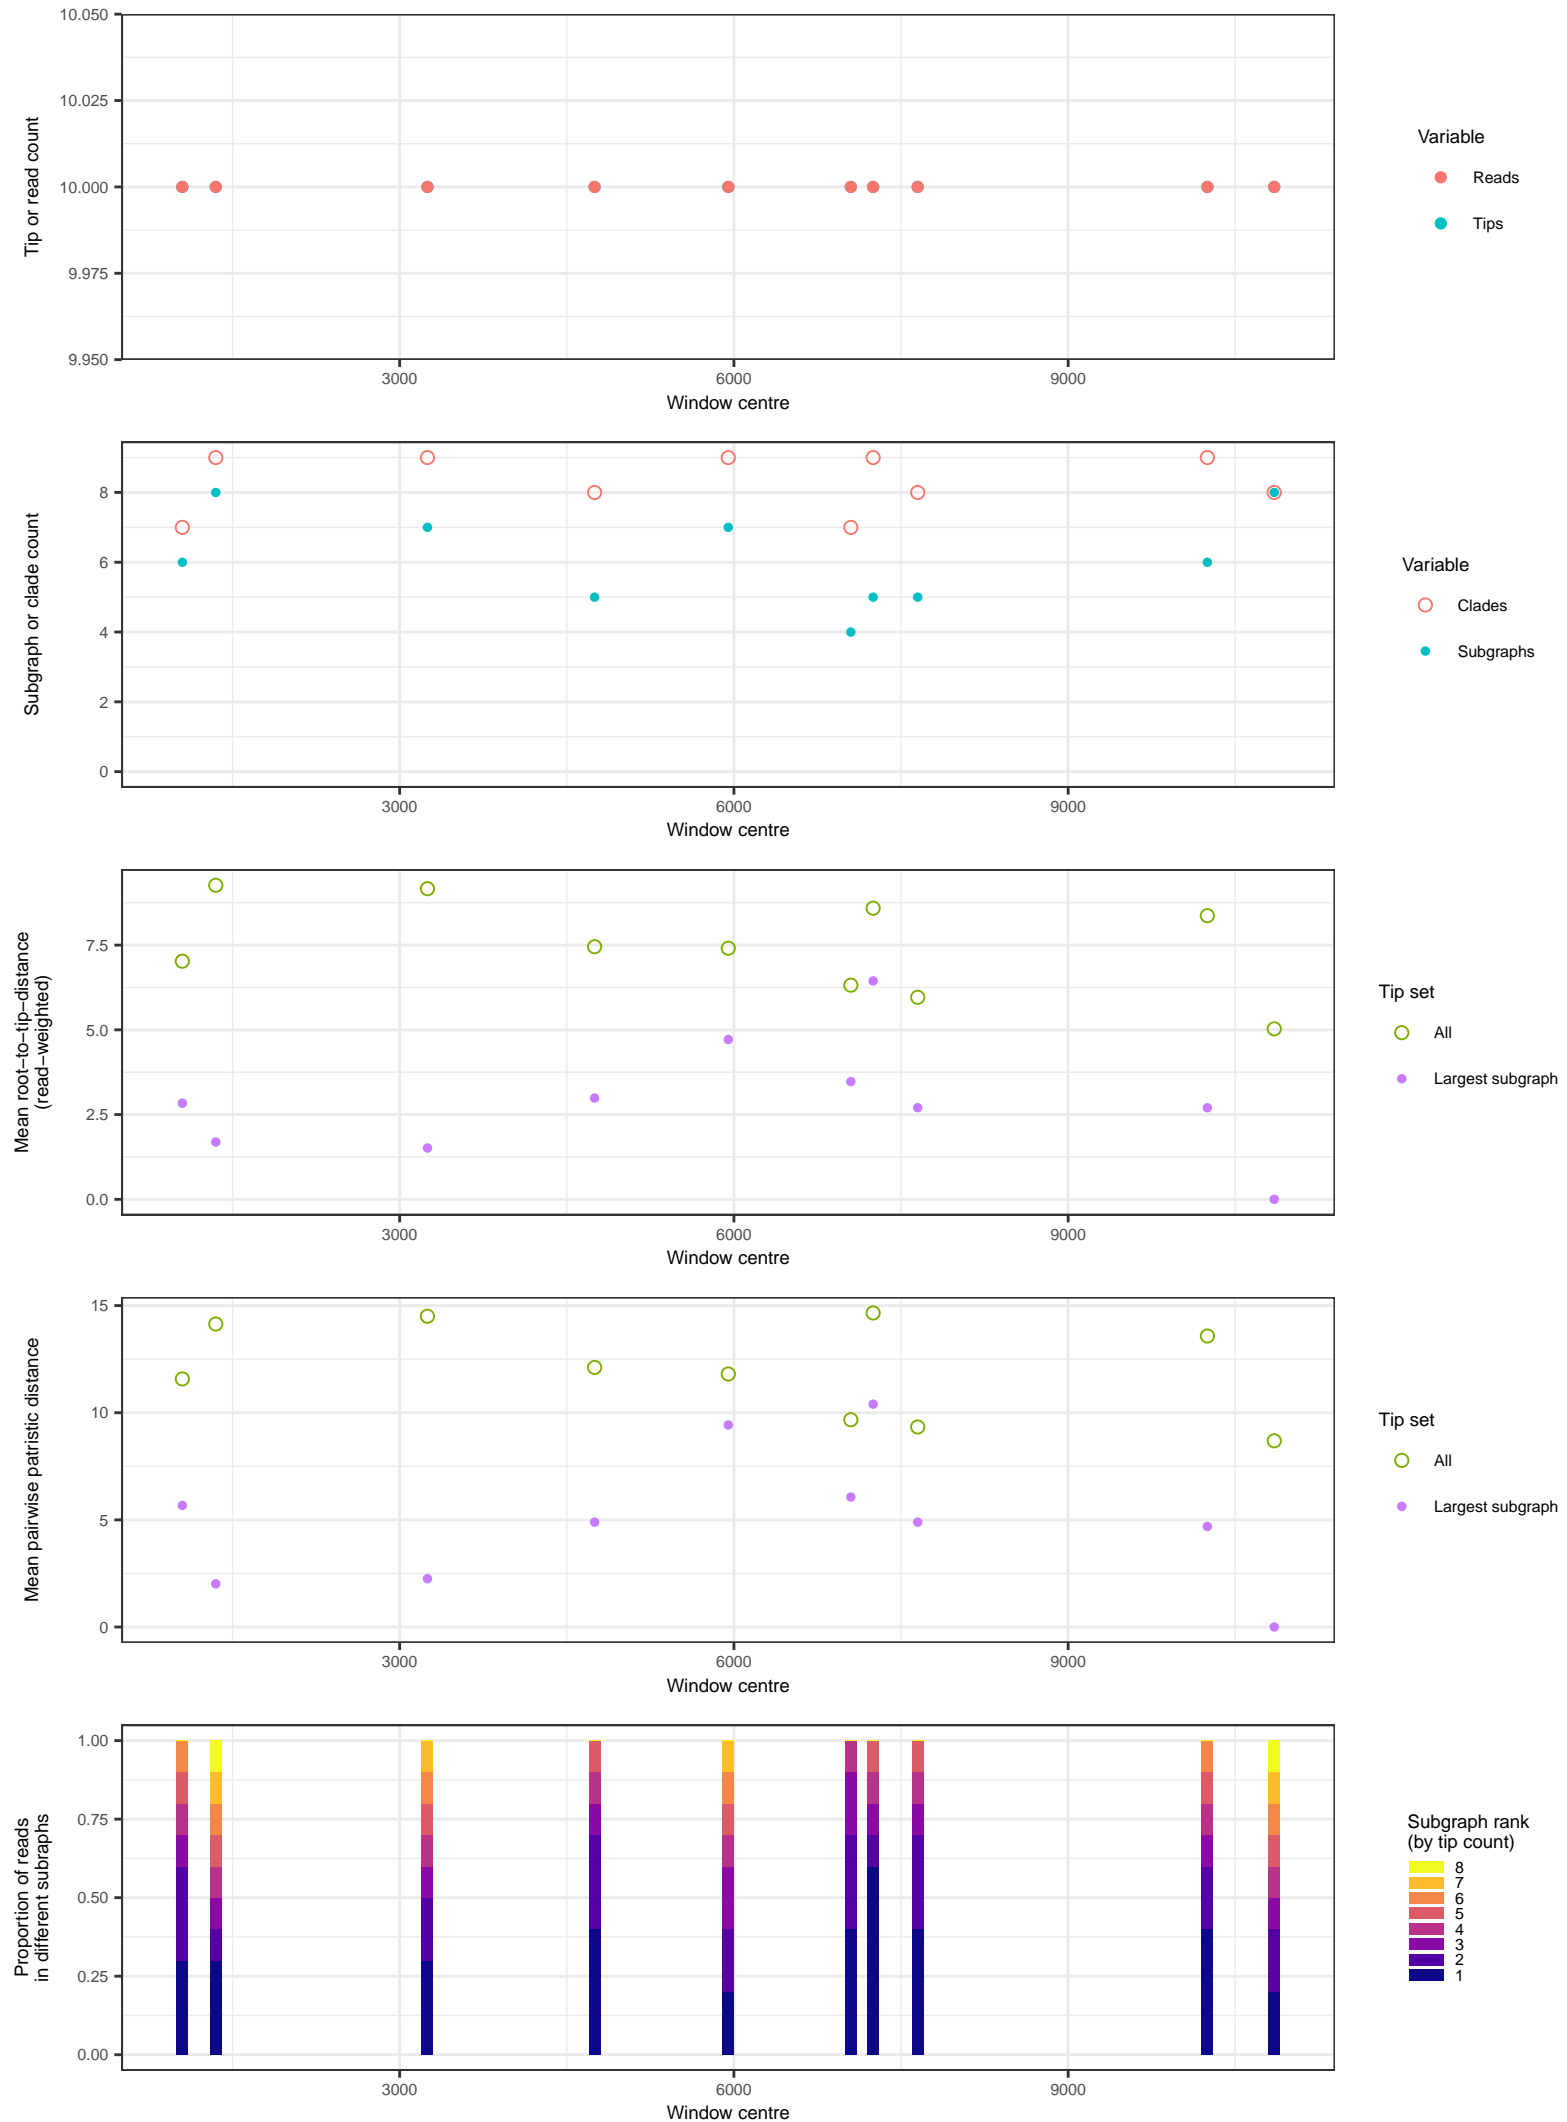 10.050
10.025
10.000
9.975
9.950
Tip or read count
3000 6000 9000
Window centre
Variable
Reads
Tips
8
6
4
2
0
Subgraph or clade count
3000 6000 9000
Window centre
Variable
Clades
Subgraphs
7.5
5.0
2.5
0.0
Mean root−to−tip−distance
(read−weighted)
3000 6000 9000
Window centre
Tip set
All
Largest subgraph
15
10
5
0
Mean pairwise patristic distance
3000 6000 9000
Window centre
Tip set
All
Largest subgraph
1.00
0.75
0.50
0.25
0.00
Proportion of reads
in different subraphs
3000 6000 9000
Window centre
Subgraph rank
(by tip count)
8
7
6
5
4
3
2
1